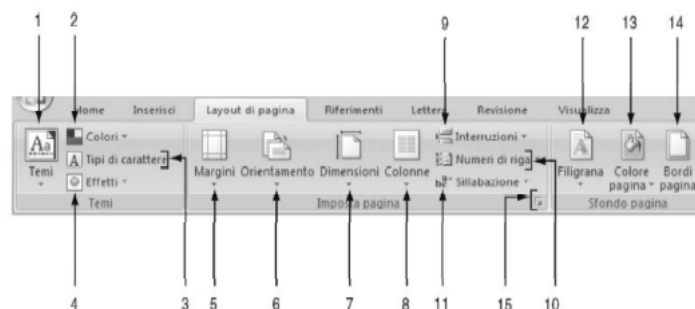 1 2 9 12 13 14
Home Inserisci Layout di pagina Riferimenti Lettere Revisione Visualizza
Aa Colori Interruzioni
A Tipi di carattere Numeri di riga
Temi Effetti Margini Orientamento Dimensioni Colonne Sillabazione Filigrana Colore pagina Bordi pagina
Temi Imposta pagina Sfondo pagina
4 3 5 6 7 8 11 15 10